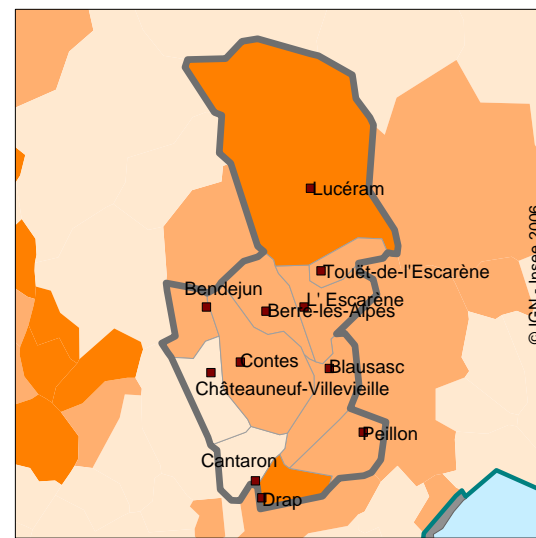 Lucéram
Touët-de-l'Escarène
Bendejun
L' Escarène
Berre-les-Alpes
Contes
Blausasc
Châteauneuf-Villevieille
Peillon
Cantaron
Drap
© IGN - Insee 2006